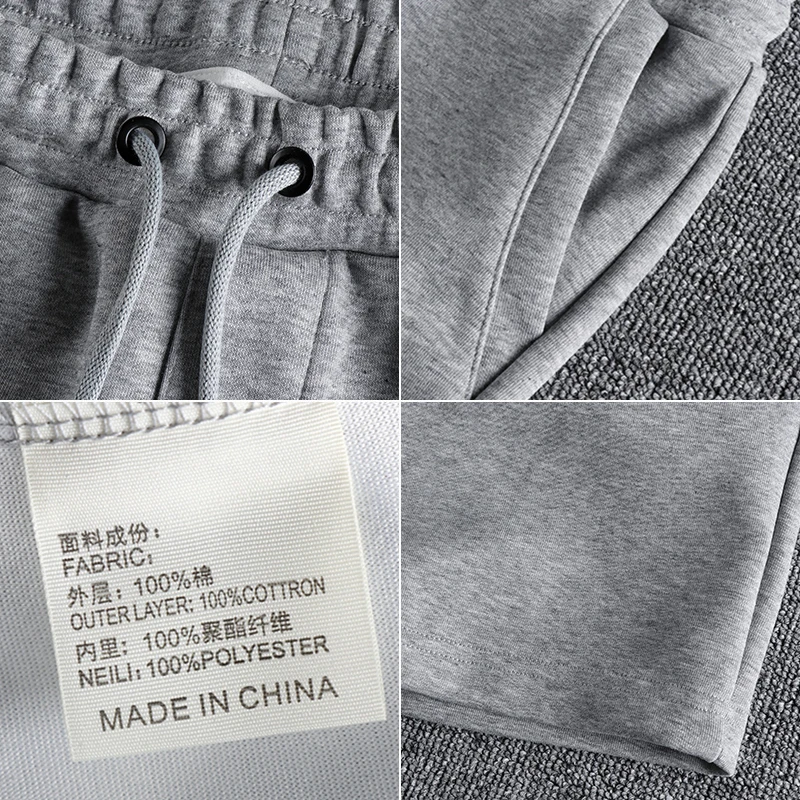 面料成份：
FABRIC:
外层：100%棉
OUTER LAYER: 100%COTTRON
内里：100%聚酯纤维
NEILI: 100%POLYESTER
MADE IN CHINA